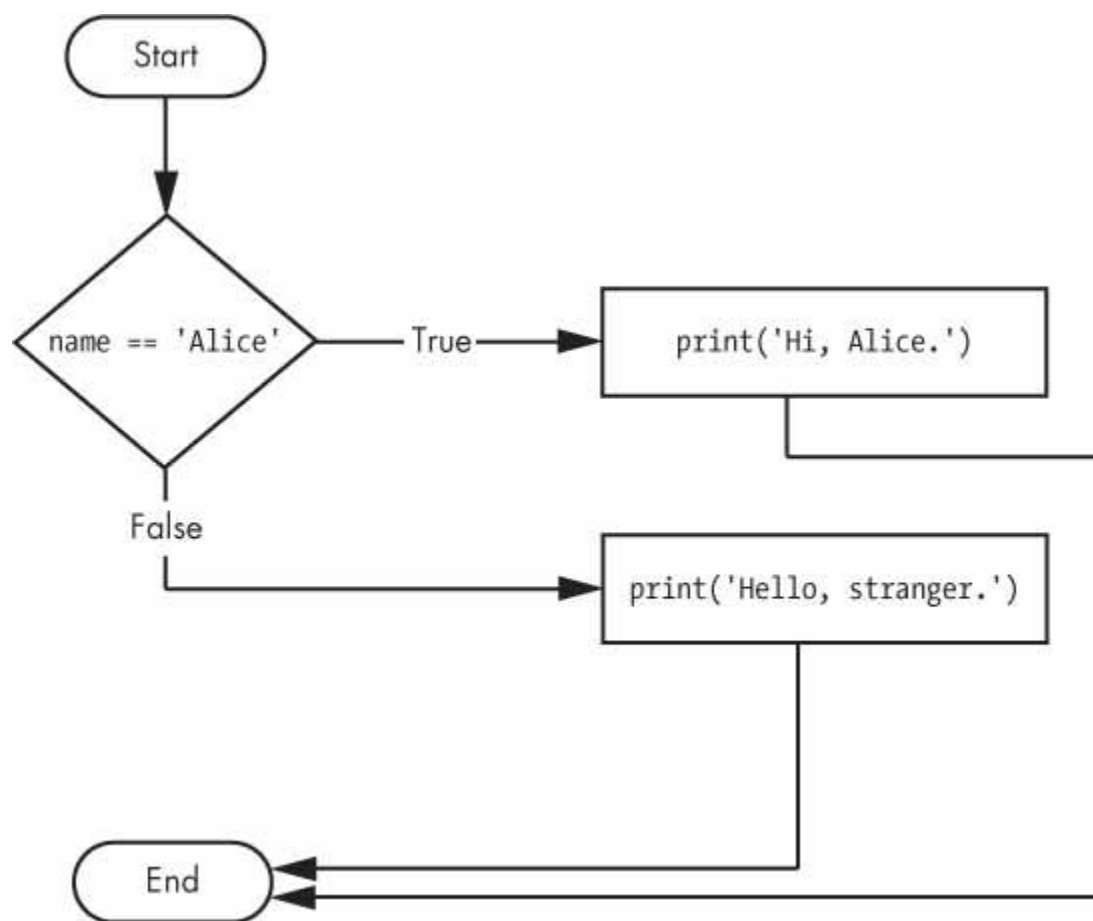 Start
name == 'Alice'
True
print('Hi, Alice.')
False
print('Hello, stranger.')
End